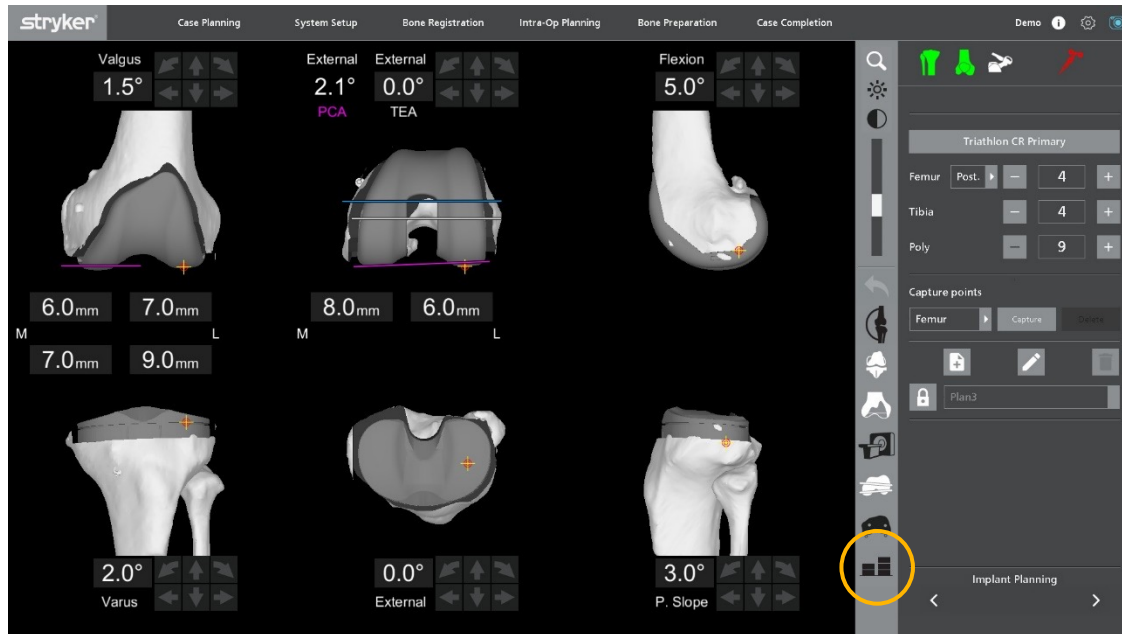 stryker
Case Planning
System Setup
Bone Registration
Intra-Op Planning
Bone Preparation
Case Completion
Demo
i
Valgus
1.5°
External
2.1°
PCA
External
0.0°
TEA
Flexion
5.0°
6.0mm 7.0mm
M L
7.0mm 9.0mm
8.0mm 6.0mm
M L
2.0°
Varus
0.0°
External
3.0°
P. Slope
Triathlon CR Primary
Femur Post. − 4 +
Tibia − 4 +
Poly − 9 +
Capture points
Femur Capture Delete
Plan3
Implant Planning
< >